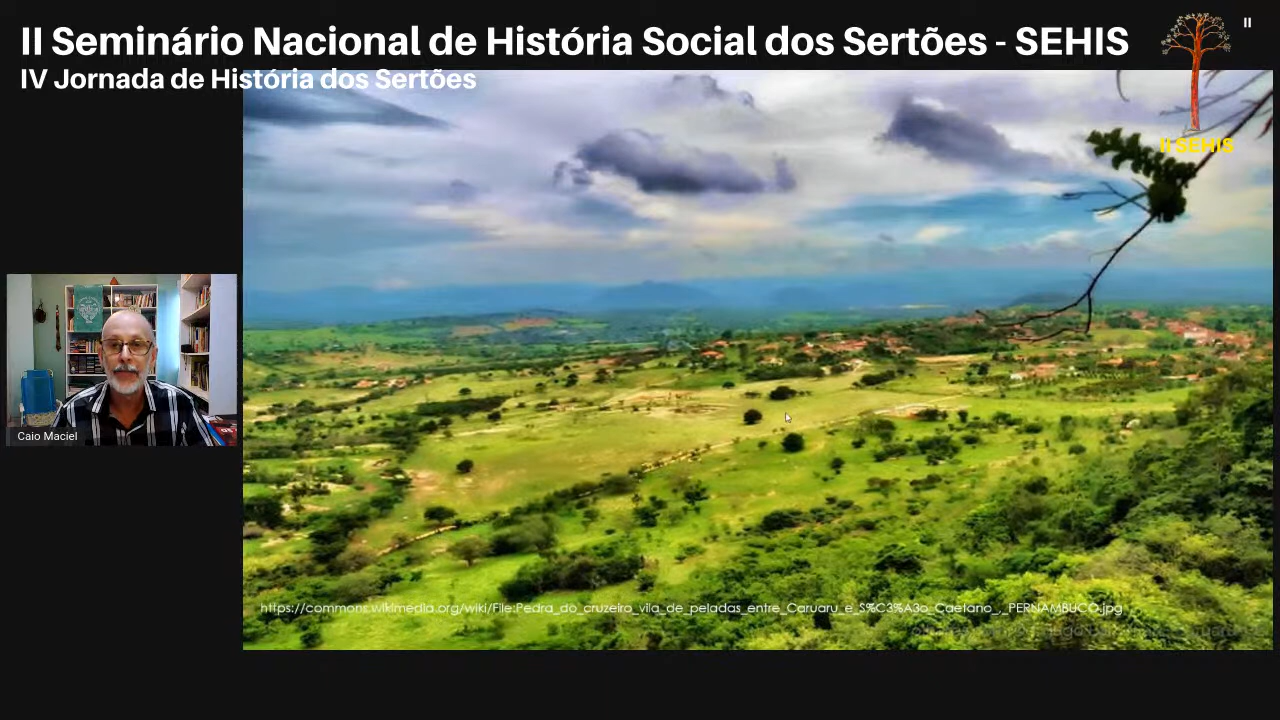 II Seminário Nacional de História Social dos Sertões - SEHIS
IV Jornada de História dos Sertões
II
II SEHIS
Caio Maciel
https://commons.wikimedia.org/wiki/File:Pedra_do_cruzeiro_vila_de_peladas_entre_Caruaru_e_S%C3%A3o_Caetano_,_PERNAMBUCO.jpg